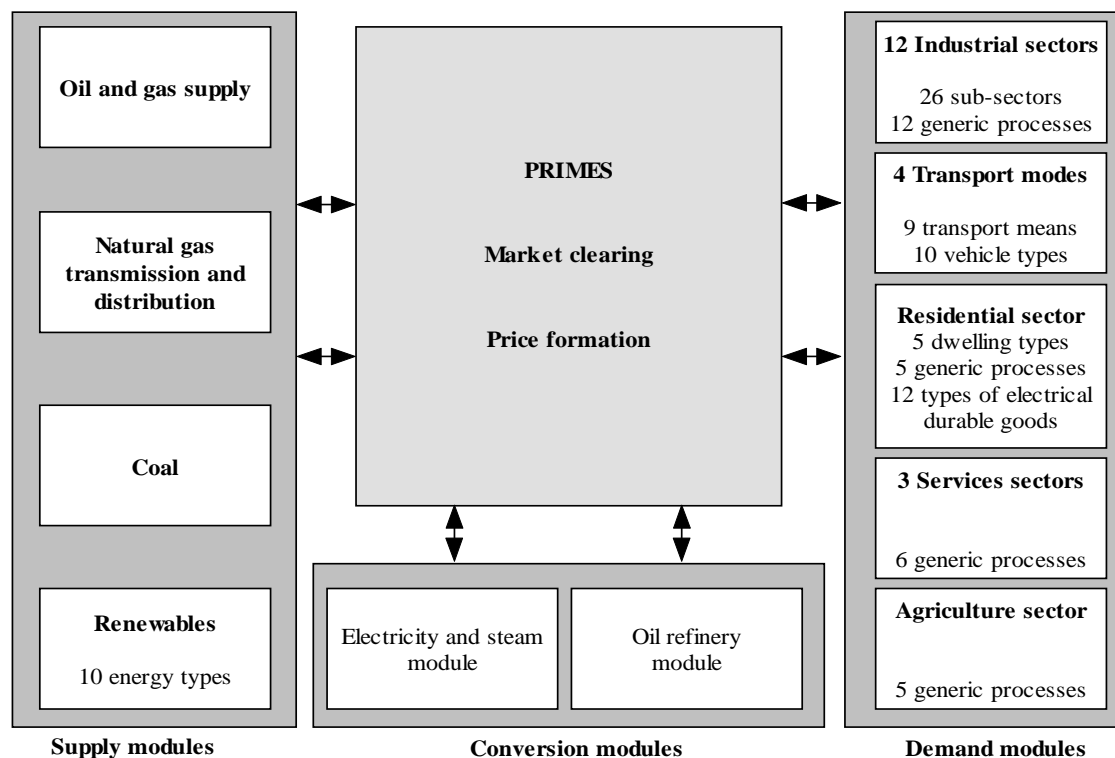 Oil and gas supply
Natural gas
transmission and
distribution
Coal
Renewables
10 energy types
Supply modules
PRIMES
Market clearing
Price formation
Electricity and steam
module
Oil refinery
module
Conversion modules
12 Industrial sectors
26 sub-sectors
12 generic processes
4 Transport modes
9 transport means
10 vehicle types
Residential sector
5 dwelling types
5 generic processes
12 types of electrical
durable goods
3 Services sectors
6 generic processes
Agriculture sector
5 generic processes
Demand modules